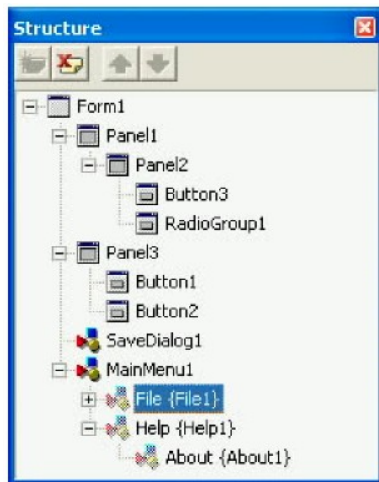 Structure
Form1
Panel1
Panel2
Button3
RadioGroup1
Panel3
Button1
Button2
SaveDialog1
MainMenu1
File {File1}
Help {Help1}
About {About1}